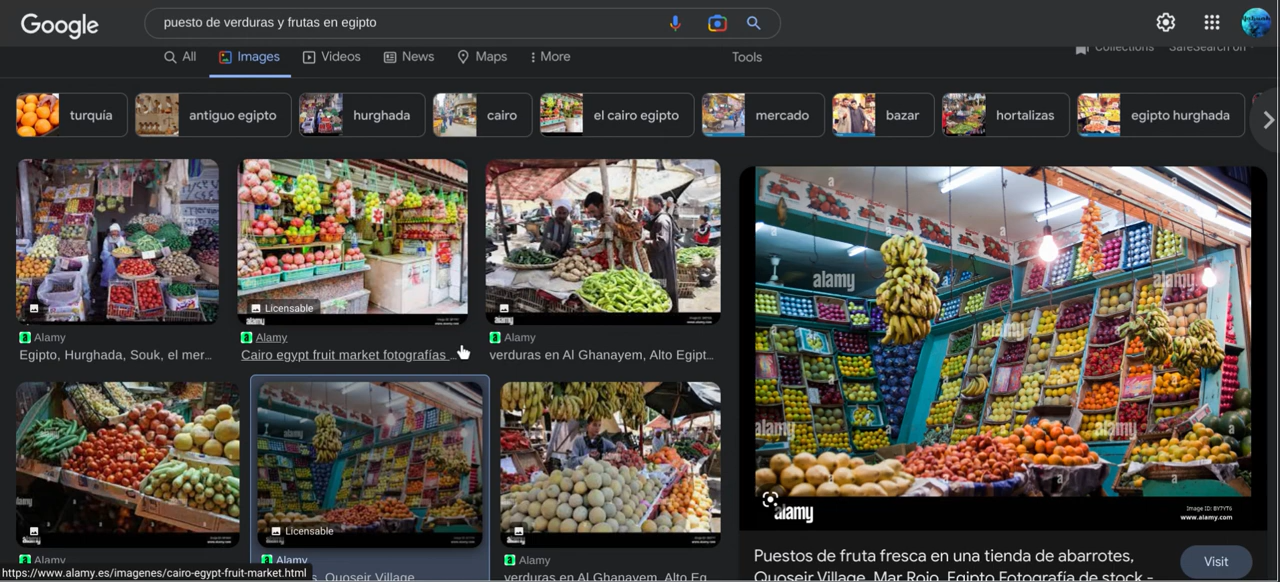 Google
puesto de verduras y frutas en egipto
All
Images
Videos
News
Maps
More
Tools
Collections
SafeSearch on
turquía
antiguo egipto
hurghada
cairo
el cairo egipto
mercado
bazar
hortalizas
egipto hurghada
Licensable
alamy
Alamy
Egipto, Hurghada, Souk, el mer...
Alamy
Cairo egypt fruit market fotografías ...
Alamy
verduras en Al Ghanayem, Alto Egipt...
Licensable
Alamy
Alamy
s, Quoseir Village,
Alamy
verduras en Al Ghanayem, Alto Eg
a
a
a
alamy
alamy
alamy
alamy
alamy
Image ID: BY7YT6
www.alamy.com
Puestos de fruta fresca en una tienda de abarrotes,
Quoseir Village, Mar Rojo, Egipto Fotografía de stock -
Visit
https://www.alamy.es/imagenes/cairo-egypt-fruit-market.html